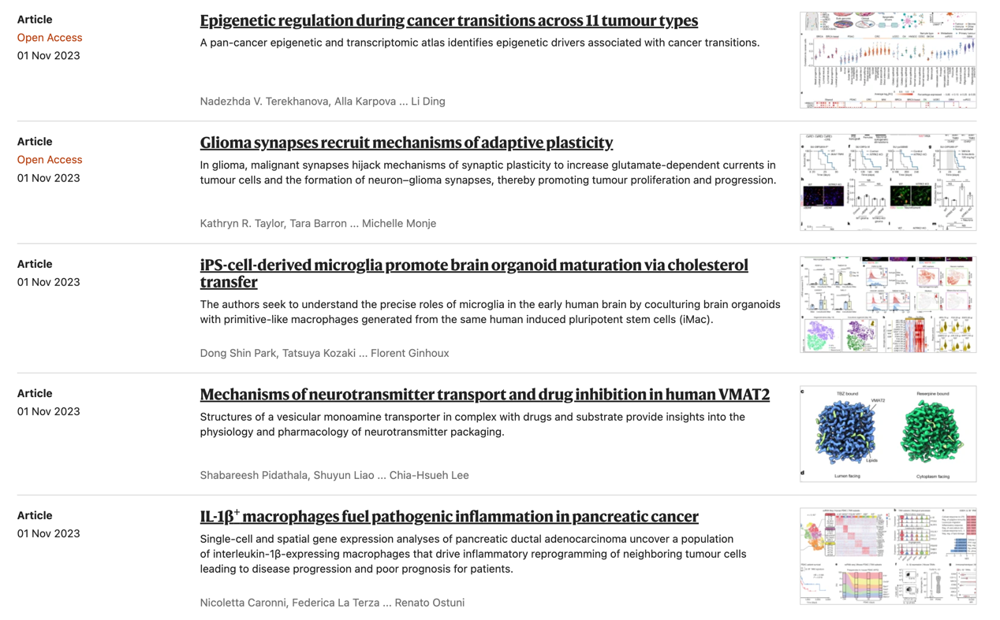 Article
Open Access
01 Nov 2023
Epigenetic regulation during cancer transitions across 11 tumour types
A pan-cancer epigenetic and transcriptomic atlas identifies epigenetic drivers associated with cancer transitions.
Nadezhda V. Terekhanova, Alla Karpova ... Li Ding
Article
Open Access
01 Nov 2023
Glioma synapses recruit mechanisms of adaptive plasticity
In glioma, malignant synapses hijack mechanisms of synaptic plasticity to increase glutamate-dependent currents in
tumour cells and the formation of neuron–glioma synapses, thereby promoting tumour proliferation and progression.
Kathryn R. Taylor, Tara Barron ... Michelle Monje
Article
01 Nov 2023
iPS-cell-derived microglia promote brain organoid maturation via cholesterol
transfer
The authors seek to understand the precise roles of microglia in the early human brain by coculturing brain organoids
with primitive-like macrophages generated from the same human induced pluripotent stem cells (iMac).
Dong Shin Park, Tatsuya Kozaki ... Florent Ginhoux
Article
01 Nov 2023
Mechanisms of neurotransmitter transport and drug inhibition in human VMAT2
Structures of a vesicular monoamine transporter in complex with drugs and substrate provide insights into the
physiology and pharmacology of neurotransmitter packaging.
Shabareesh Pidathala, Shuyun Liao ... Chia-Hsueh Lee
c
TBZ bound
Reserpine bound
VMAT2
Lipids
d
Lumen facing
Cytoplasm facing
Article
01 Nov 2023
IL-1β⁺ macrophages fuel pathogenic inflammation in pancreatic cancer
Single-cell and spatial gene expression analyses of pancreatic ductal adenocarcinoma uncover a population
of interleukin-1β-expressing macrophages that drive inflammatory reprogramming of neighboring tumour cells
leading to disease progression and poor prognosis for patients.
Nicoletta Caronni, Federica La Terza ... Renato Ostuni